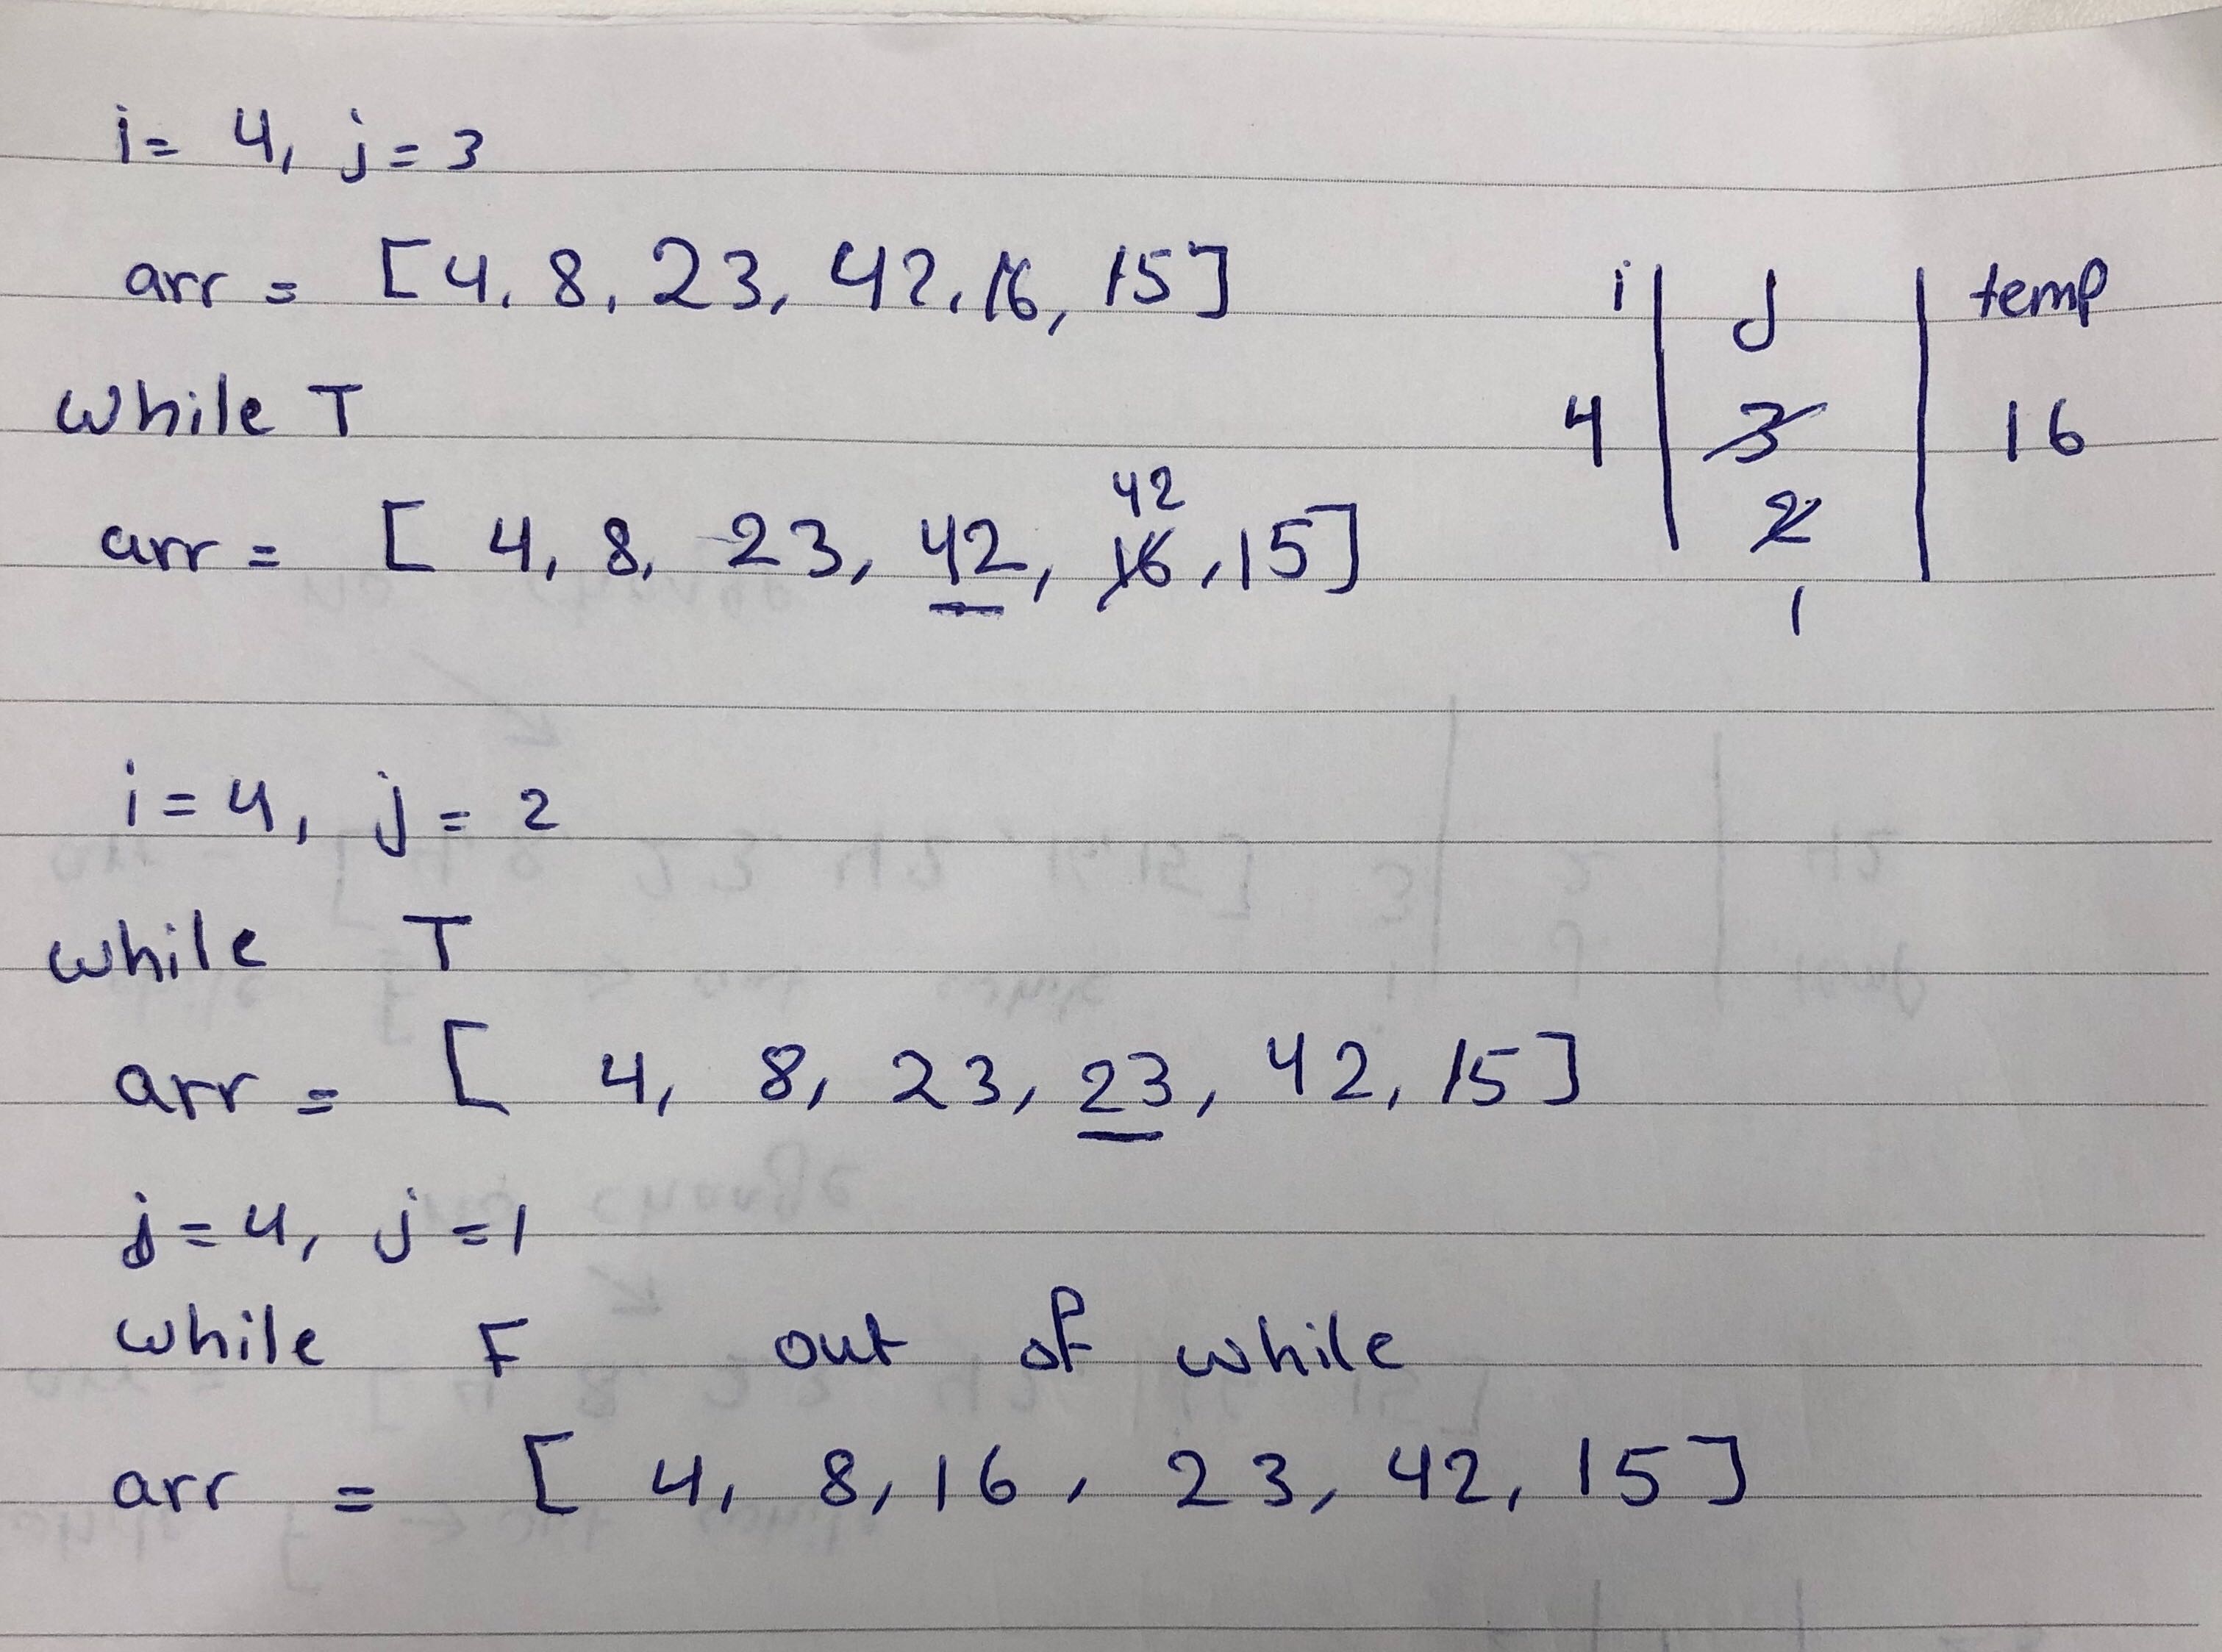 i= 4, j=3
arr = [4, 8, 23, 42, 16, 15]
while T
42
arr = [ 4, 8, 23, 42, 16, 15]
i | j | temp
4 | 3 | 16
2
1
i=4, j=2
while T
arr = [ 4, 8, 23, 23, 42, 15]
i=4, j=1
while F out of while
arr = [ 4, 8, 16, 23, 42, 15]